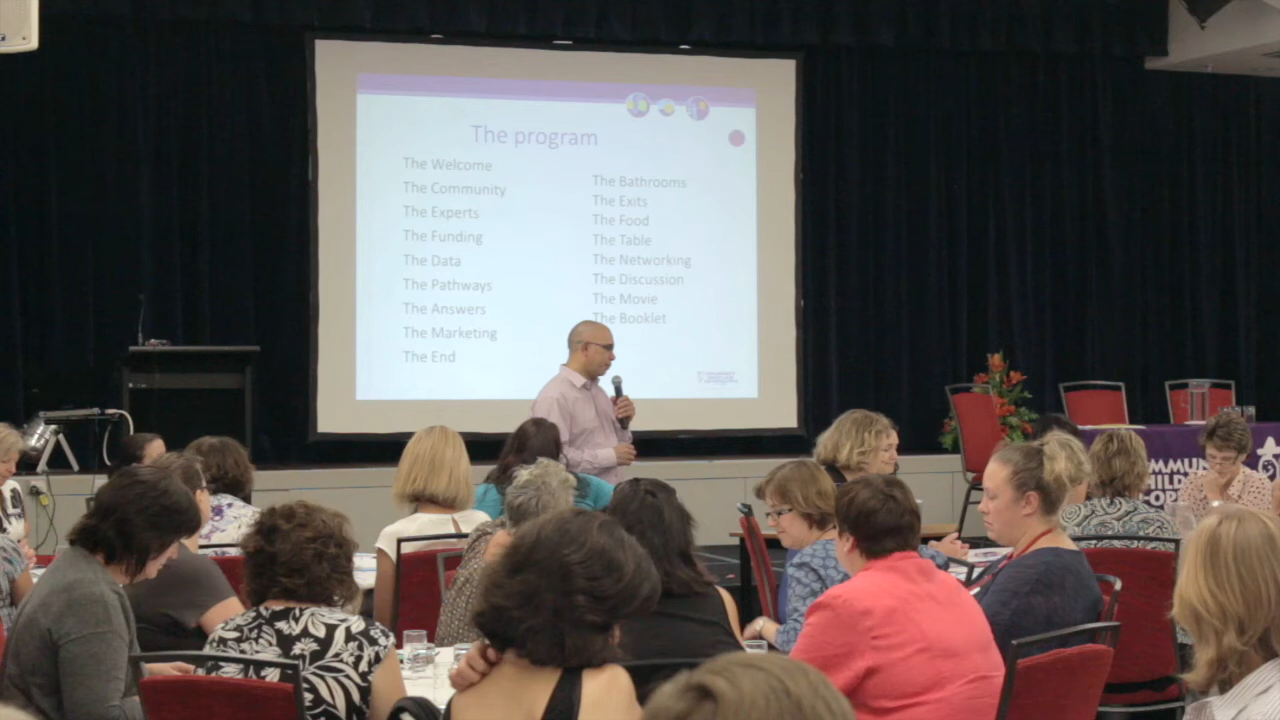 The program
The Welcome
The Community
The Experts
The Funding
The Data
The Pathways
The Answers
The Marketing
The End
The Bathrooms
The Exits
The Food
The Table
The Networking
The Discussion
The Movie
The Booklet